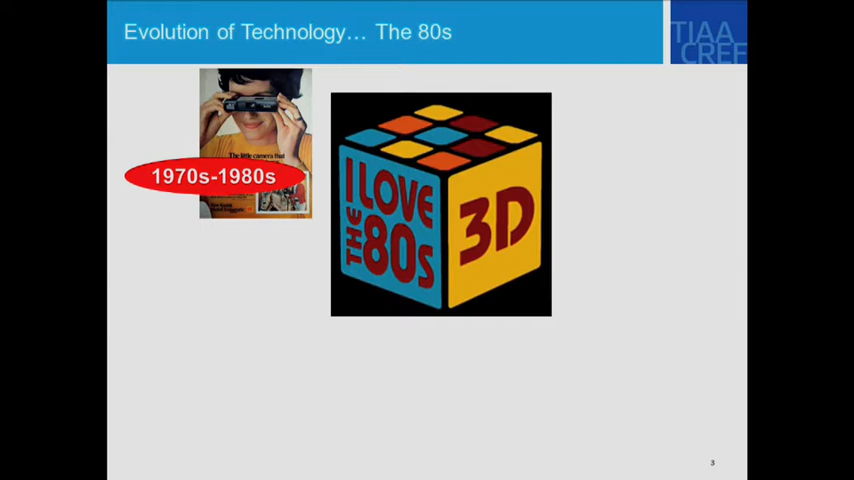 Evolution of Technology... The 80s
TIAA
CREF
The little camera that
1970s-1980s
I LOVE
THE
80s
3D
3